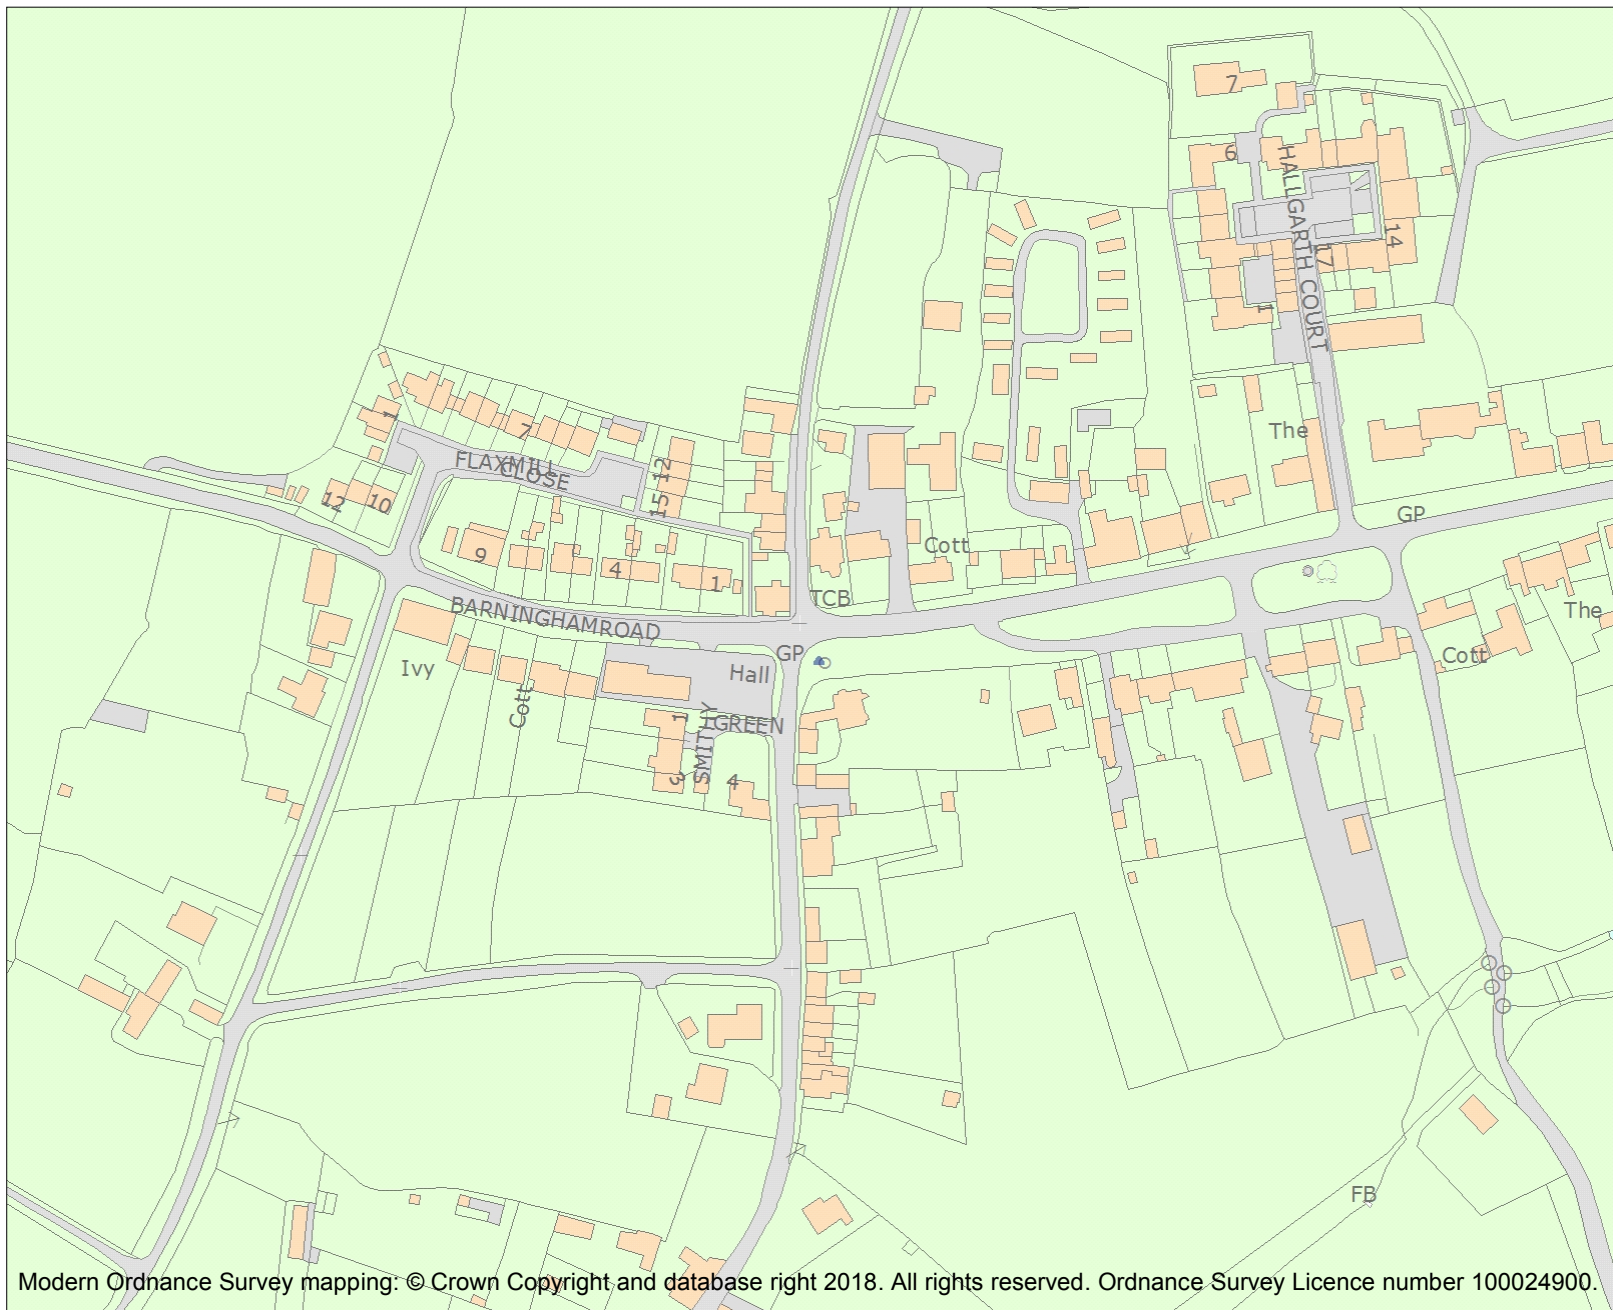 7
6
HALLGARTH COURT
14
17
1
1
7
The
FLAXMILL
CLOSE
12
15
12
10
GP
9
4
1
Cott
TCB
BARNINGHAMROAD
The
GP
Cott
Ivy
Hall
Cott
1
SMITHY
GREEN
3
4
FB
Modern Ordnance Survey mapping: © Crown Copyright and database right 2018. All rights reserved. Ordnance Survey Licence number 100024900.